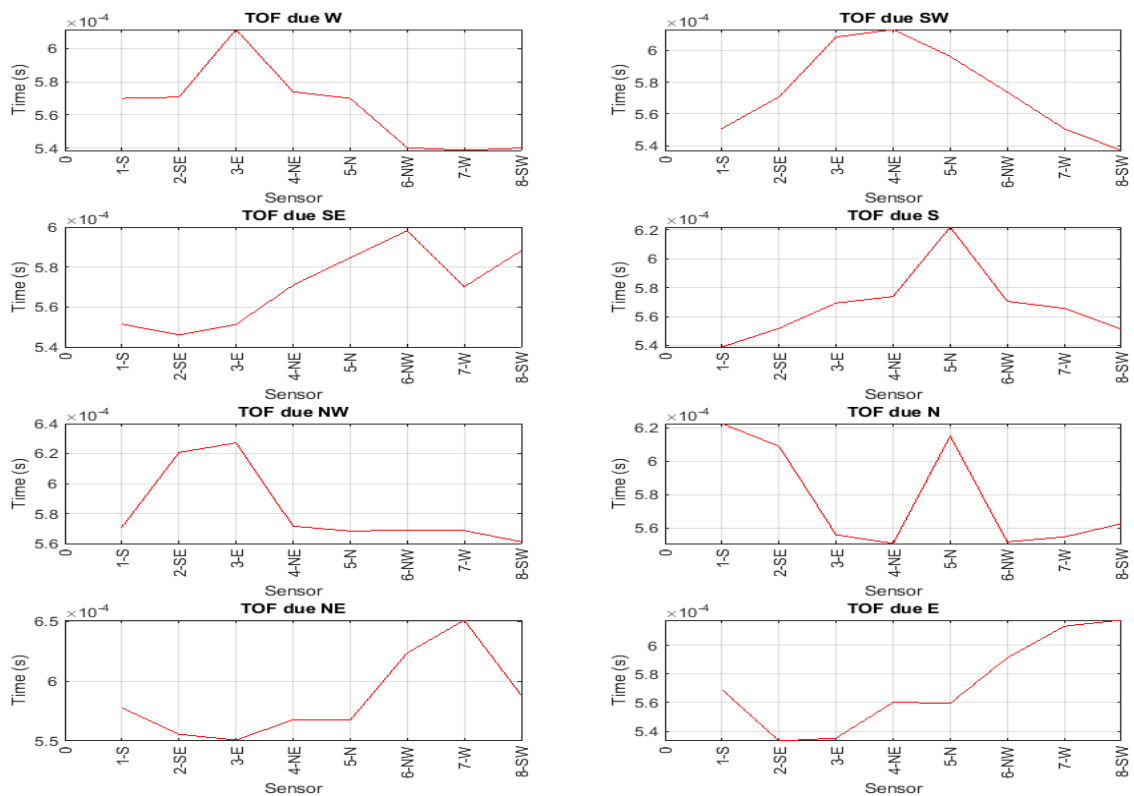 ×10⁻⁴ TOF due W
6
5.8
5.6
5.4
Time (s)
0 1-S 2-SE 3-E 4-NE 5-N 6-NW 7-W 8-SW
Sensor
×10⁻⁴ TOF due SW
6
5.8
5.6
5.4
Time (s)
0 1-S 2-SE 3-E 4-NE 5-N 6-NW 7-W 8-SW
Sensor
×10⁻⁴ TOF due SE
6
5.8
5.6
5.4
Time (s)
0 1-S 2-SE 3-E 4-NE 5-N 6-NW 7-W 8-SW
Sensor
×10⁻⁴ TOF due S
6.2
6
5.8
5.6
5.4
Time (s)
0 1-S 2-SE 3-E 4-NE 5-N 6-NW 7-W 8-SW
Sensor
×10⁻⁴ TOF due NW
6.4
6.2
6
5.8
5.6
Time (s)
0 1-S 2-SE 3-E 4-NE 5-N 6-NW 7-W 8-SW
Sensor
×10⁻⁴ TOF due N
6.2
6
5.8
5.6
Time (s)
0 1-S 2-SE 3-E 4-NE 5-N 6-NW 7-W 8-SW
Sensor
×10⁻⁴ TOF due NE
6.5
6
5.5
Time (s)
0 1-S 2-SE 3-E 4-NE 5-N 6-NW 7-W 8-SW
Sensor
×10⁻⁴ TOF due E
6
5.8
5.6
5.4
Time (s)
0 1-S 2-SE 3-E 4-NE 5-N 6-NW 7-W 8-SW
Sensor